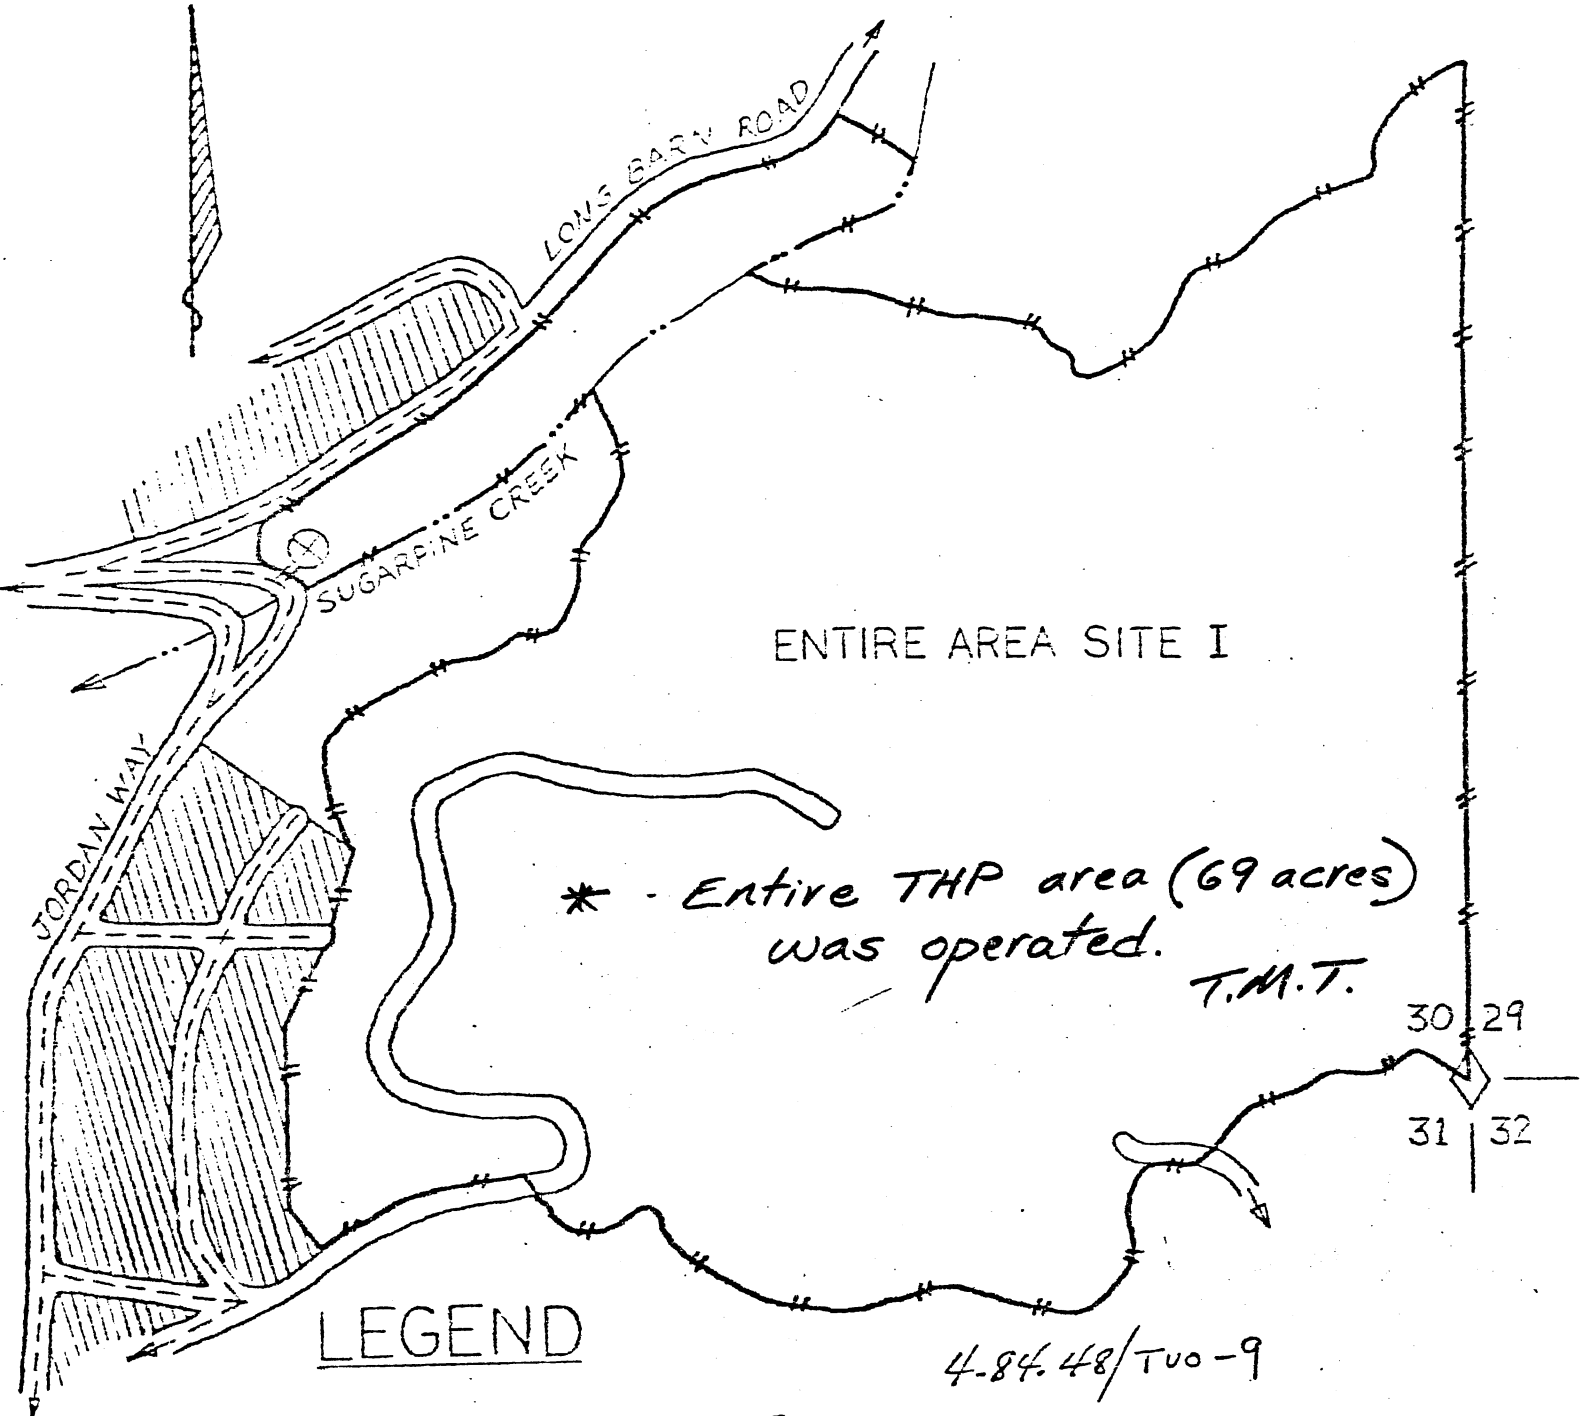 LONG BARN ROAD
SUGARPINE CREEK
ENTIRE AREA SITE I
JORDAN WAY
* - Entire THP area (69 acres)
was operated.
T.M.T.
30 29
31 32
LEGEND
4-84-48/TUO-9